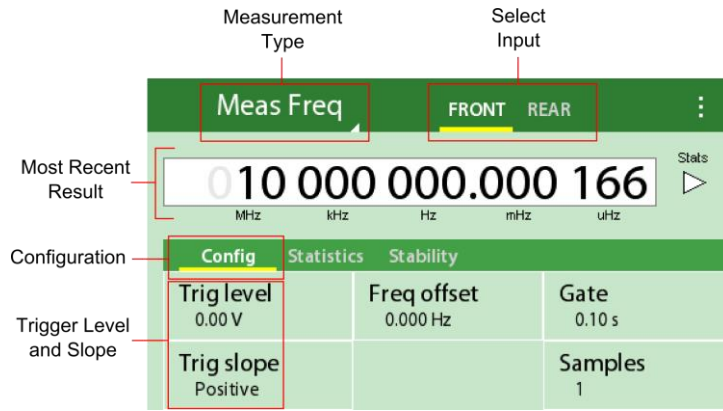 Measurement
Type
Select
Input
Meas Freq
FRONT REAR
Most Recent
Result
010 000 000.000 166
MHz kHz Hz mHz uHz
Stats
Configuration
Config Statistics Stability
Trigger Level
and Slope
Trig level
0.00 V
Freq offset
0.000 Hz
Gate
0.10 s
Trig slope
Positive
Samples
1